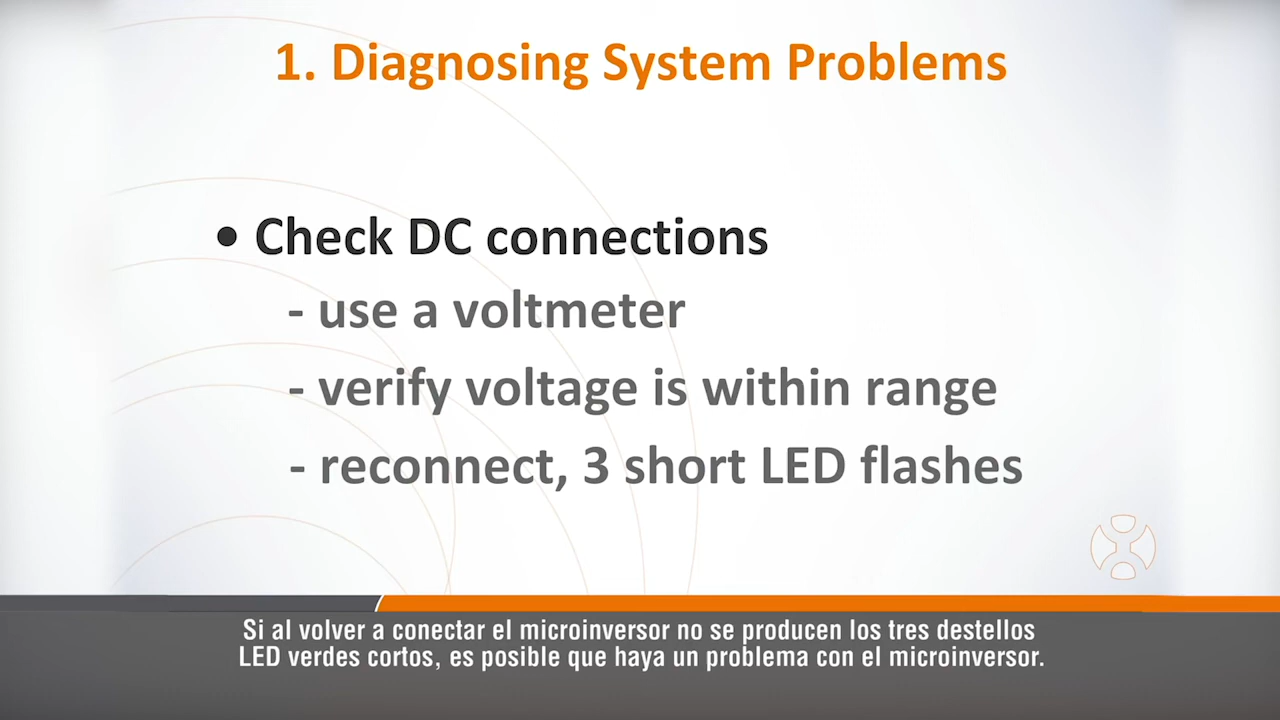 1. Diagnosing System Problems
• Check DC connections
- use a voltmeter
- verify voltage is within range
- reconnect, 3 short LED flashes
Si al volver a conectar el microinversor no se producen los tres destellos
LED verdes cortos, es posible que haya un problema con el microinversor.